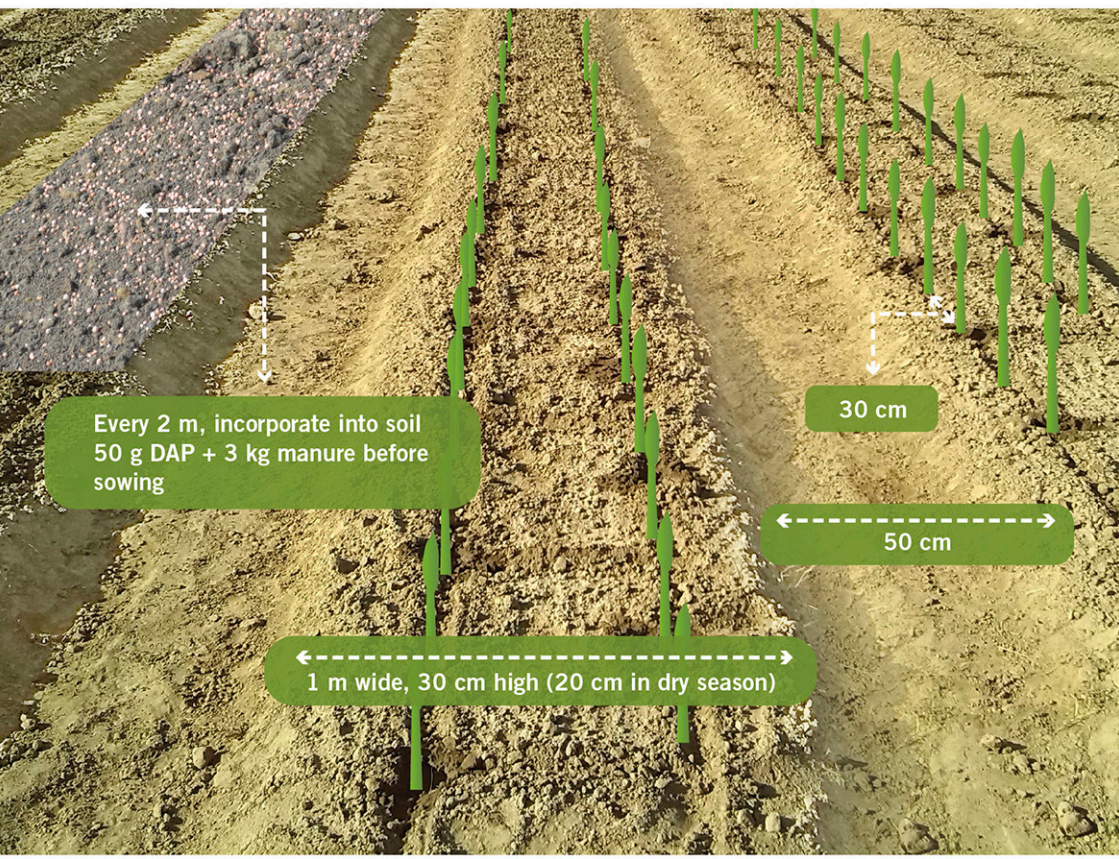 Every 2 m, incorporate into soil
50 g DAP + 3 kg manure before
sowing
30 cm
50 cm
1 m wide, 30 cm high (20 cm in dry season)